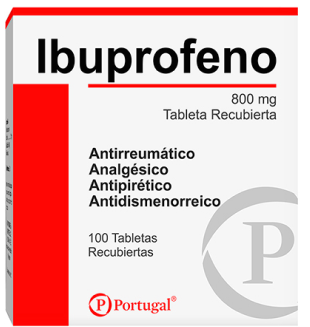 Ibuprofeno
800 mg
Tableta Recubierta
Antirreumático
Analgésico
Antipirético
Antidismenorreico
100 Tabletas
Recubiertas
P Portugal®